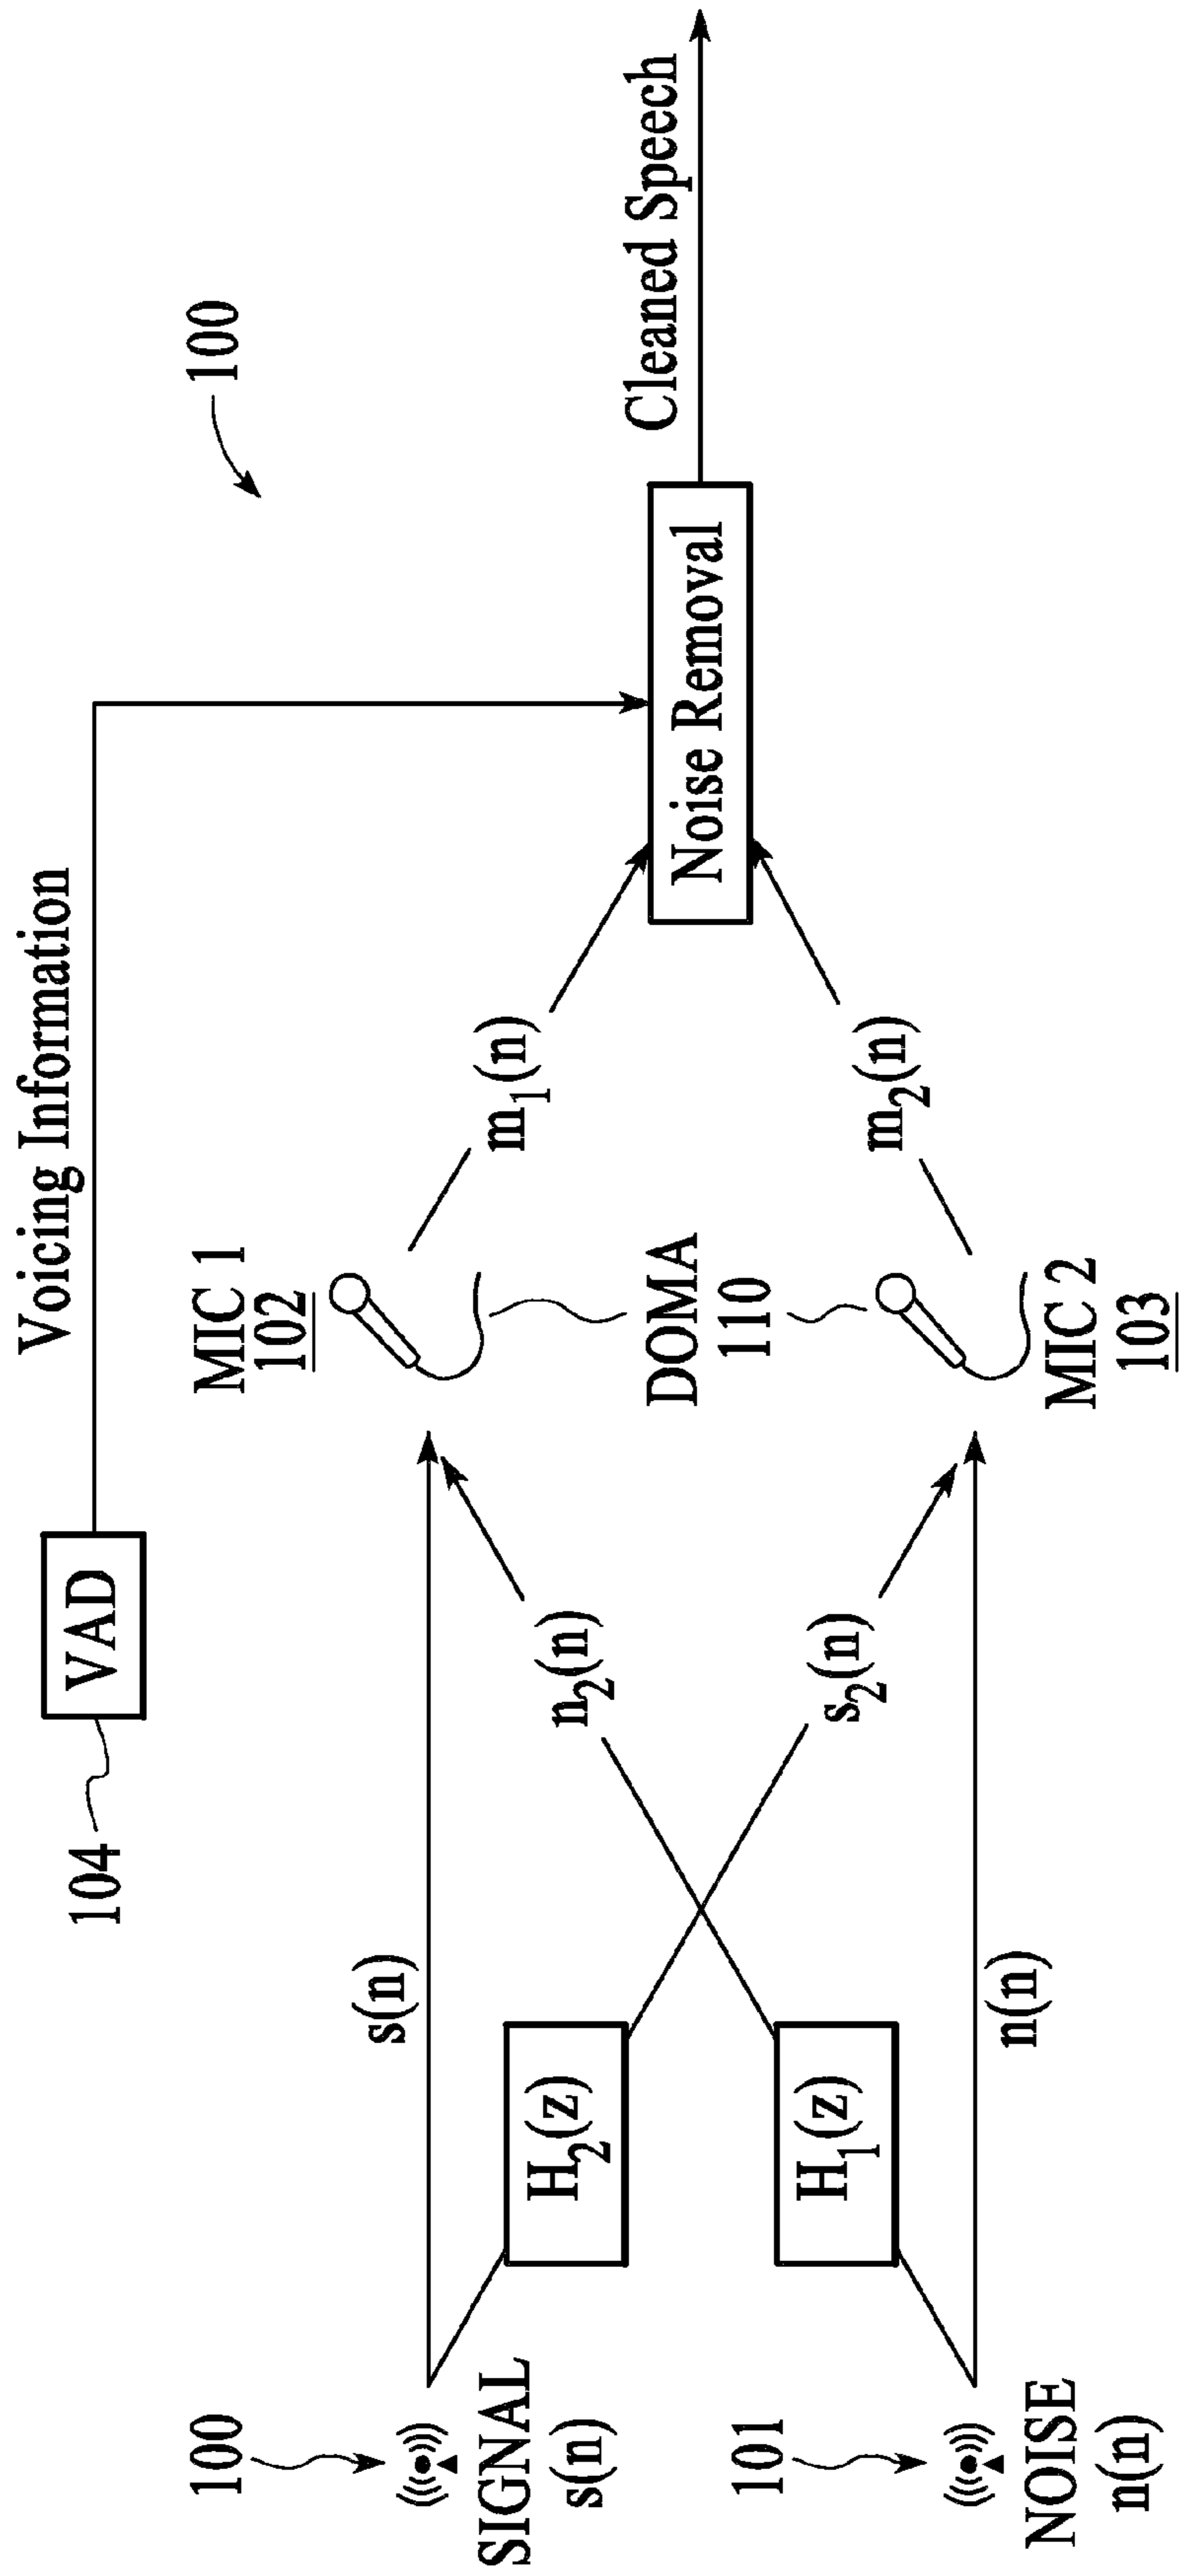 Voicing Information
104
VAD
100
MIC 1
102
100
SIGNAL
s(n)
s(n)
H2(z)
n2(n)
m1(n)
DOMA
110
Noise Removal
Cleaned Speech
101
NOISE
n(n)
H1(z)
s2(n)
m2(n)
n(n)
MIC 2
103